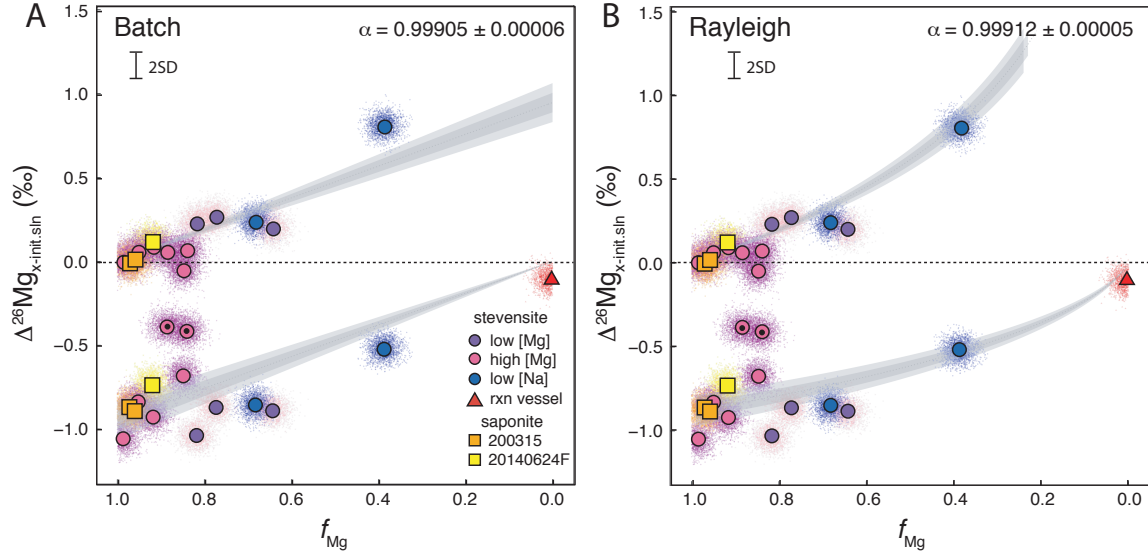 A
Batch
α = 0.99905 ± 0.00006
2SD
1.5
1.0
0.5
0.0
−0.5
−1.0
Δ²⁶Mgx-init.sln (‰)
stevensite
low [Mg]
high [Mg]
low [Na]
rxn vessel
saponite
200315
20140624F
1.0 0.8 0.6 0.4 0.2 0.0
fMg
B
Rayleigh
α = 0.99912 ± 0.00005
2SD
1.5
1.0
0.5
0.0
−0.5
−1.0
Δ²⁶Mgx-init.sln (‰)
1.0 0.8 0.6 0.4 0.2 0.0
fMg